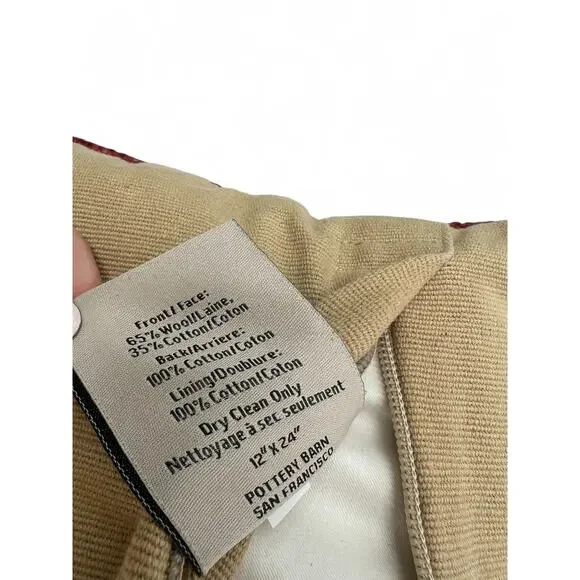 Front/Face:
65% Wool/Laine,
35% Cotton/Coton
Back/Arriere:
100% Cotton/Coton
Lining/Doublure:
100% Cotton/Coton
Dry Clean Only
Nettoyage à sec seulement
12" X 24"
POTTERY BARN
SAN FRANCISCO